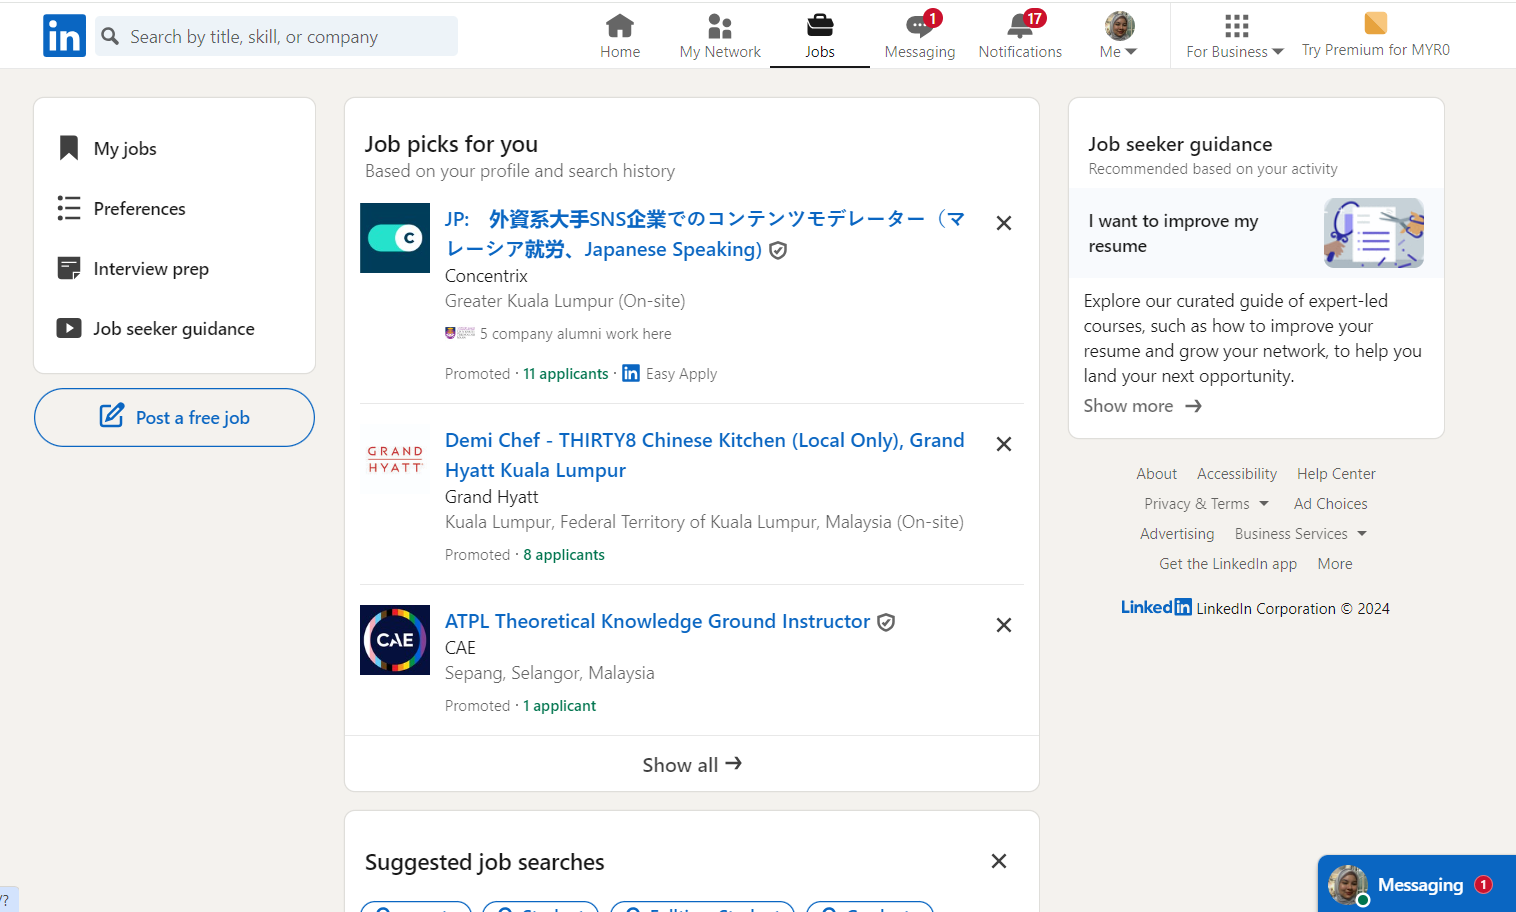 in
Search by title, skill, or company
Home
My Network
Jobs
1
Messaging
17
Notifications
Me
For Business
Try Premium for MYR0
My jobs
Preferences
Interview prep
Job seeker guidance
Post a free job
Job picks for you
Based on your profile and search history
C
JP: 外資系大手SNS企業でのコンテンツモデレーター（マ
レーシア就労、Japanese Speaking)
Concentrix
Greater Kuala Lumpur (On-site)
5 company alumni work here
Promoted · 11 applicants · in Easy Apply
GRAND
HYATT
Demi Chef - THIRTY8 Chinese Kitchen (Local Only), Grand
Hyatt Kuala Lumpur
Grand Hyatt
Kuala Lumpur, Federal Territory of Kuala Lumpur, Malaysia (On-site)
Promoted · 8 applicants
CAE
ATPL Theoretical Knowledge Ground Instructor
CAE
Sepang, Selangor, Malaysia
Promoted · 1 applicant
Show all
Suggested job searches
Job seeker guidance
Recommended based on your activity
I want to improve my
resume
Explore our curated guide of expert-led
courses, such as how to improve your
resume and grow your network, to help you
land your next opportunity.
Show more
About Accessibility Help Center
Privacy & Terms Ad Choices
Advertising Business Services
Get the LinkedIn app More
LinkedIn LinkedIn Corporation © 2024
Messaging 1
/?